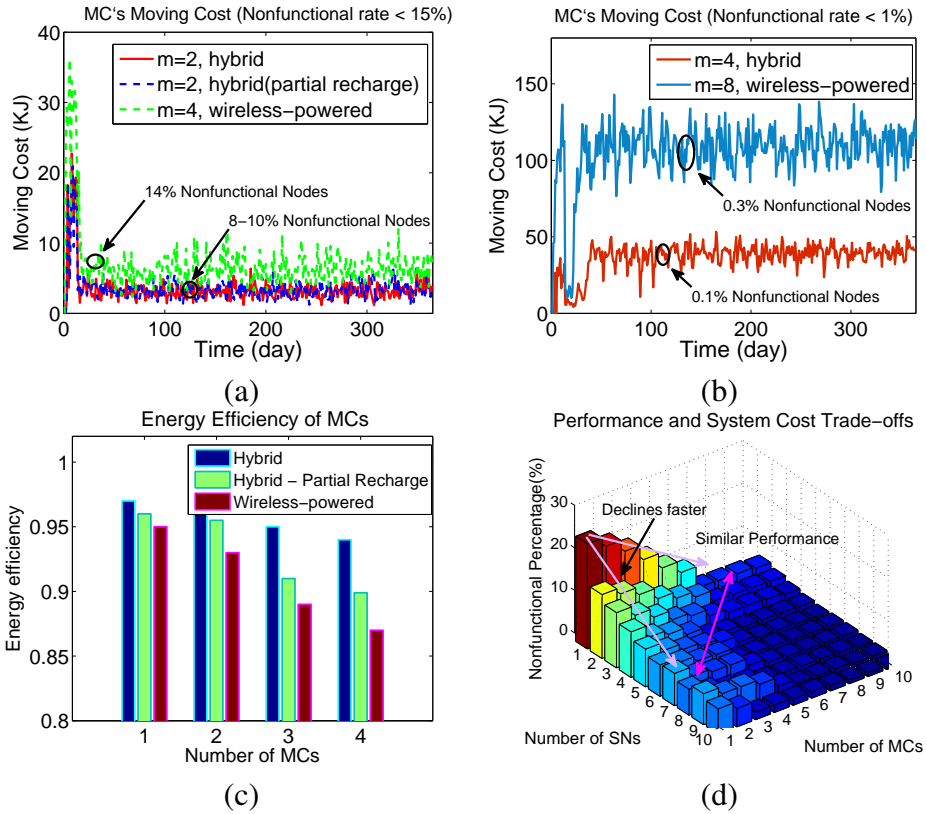 MC‘s Moving Cost (Nonfunctional rate < 15%)
40
30
20
10
0
Moving Cost (KJ)
m=2, hybrid
m=2, hybrid(partial recharge)
m=4, wireless−powered
14% Nonfunctional Nodes
8−10% Nonfunctional Nodes
0
100
200
300
Time (day)
(a)
MC‘s Moving Cost (Nonfunctional rate < 1%)
150
100
50
0
Moving Cost (KJ)
m=4, hybrid
m=8, wireless−powered
0.3% Nonfunctional Nodes
0.1% Nonfunctional Nodes
0
100
200
300
Time (day)
(b)
Energy Efficiency of MCs
1
0.95
0.9
0.85
0.8
Energy efficiency
Hybrid
Hybrid − Partial Recharge
Wireless−powered
1
2
3
4
Number of MCs
(c)
Performance and System Cost Trade−offs
30
20
10
0
Nonfunctional Percentage(%)
Declines faster
Similar Performance
1
2
3
4
5
6
7
8
9
10
Number of SNs
1
2
3
4
5
6
7
8
9
10
Number of MCs
(d)